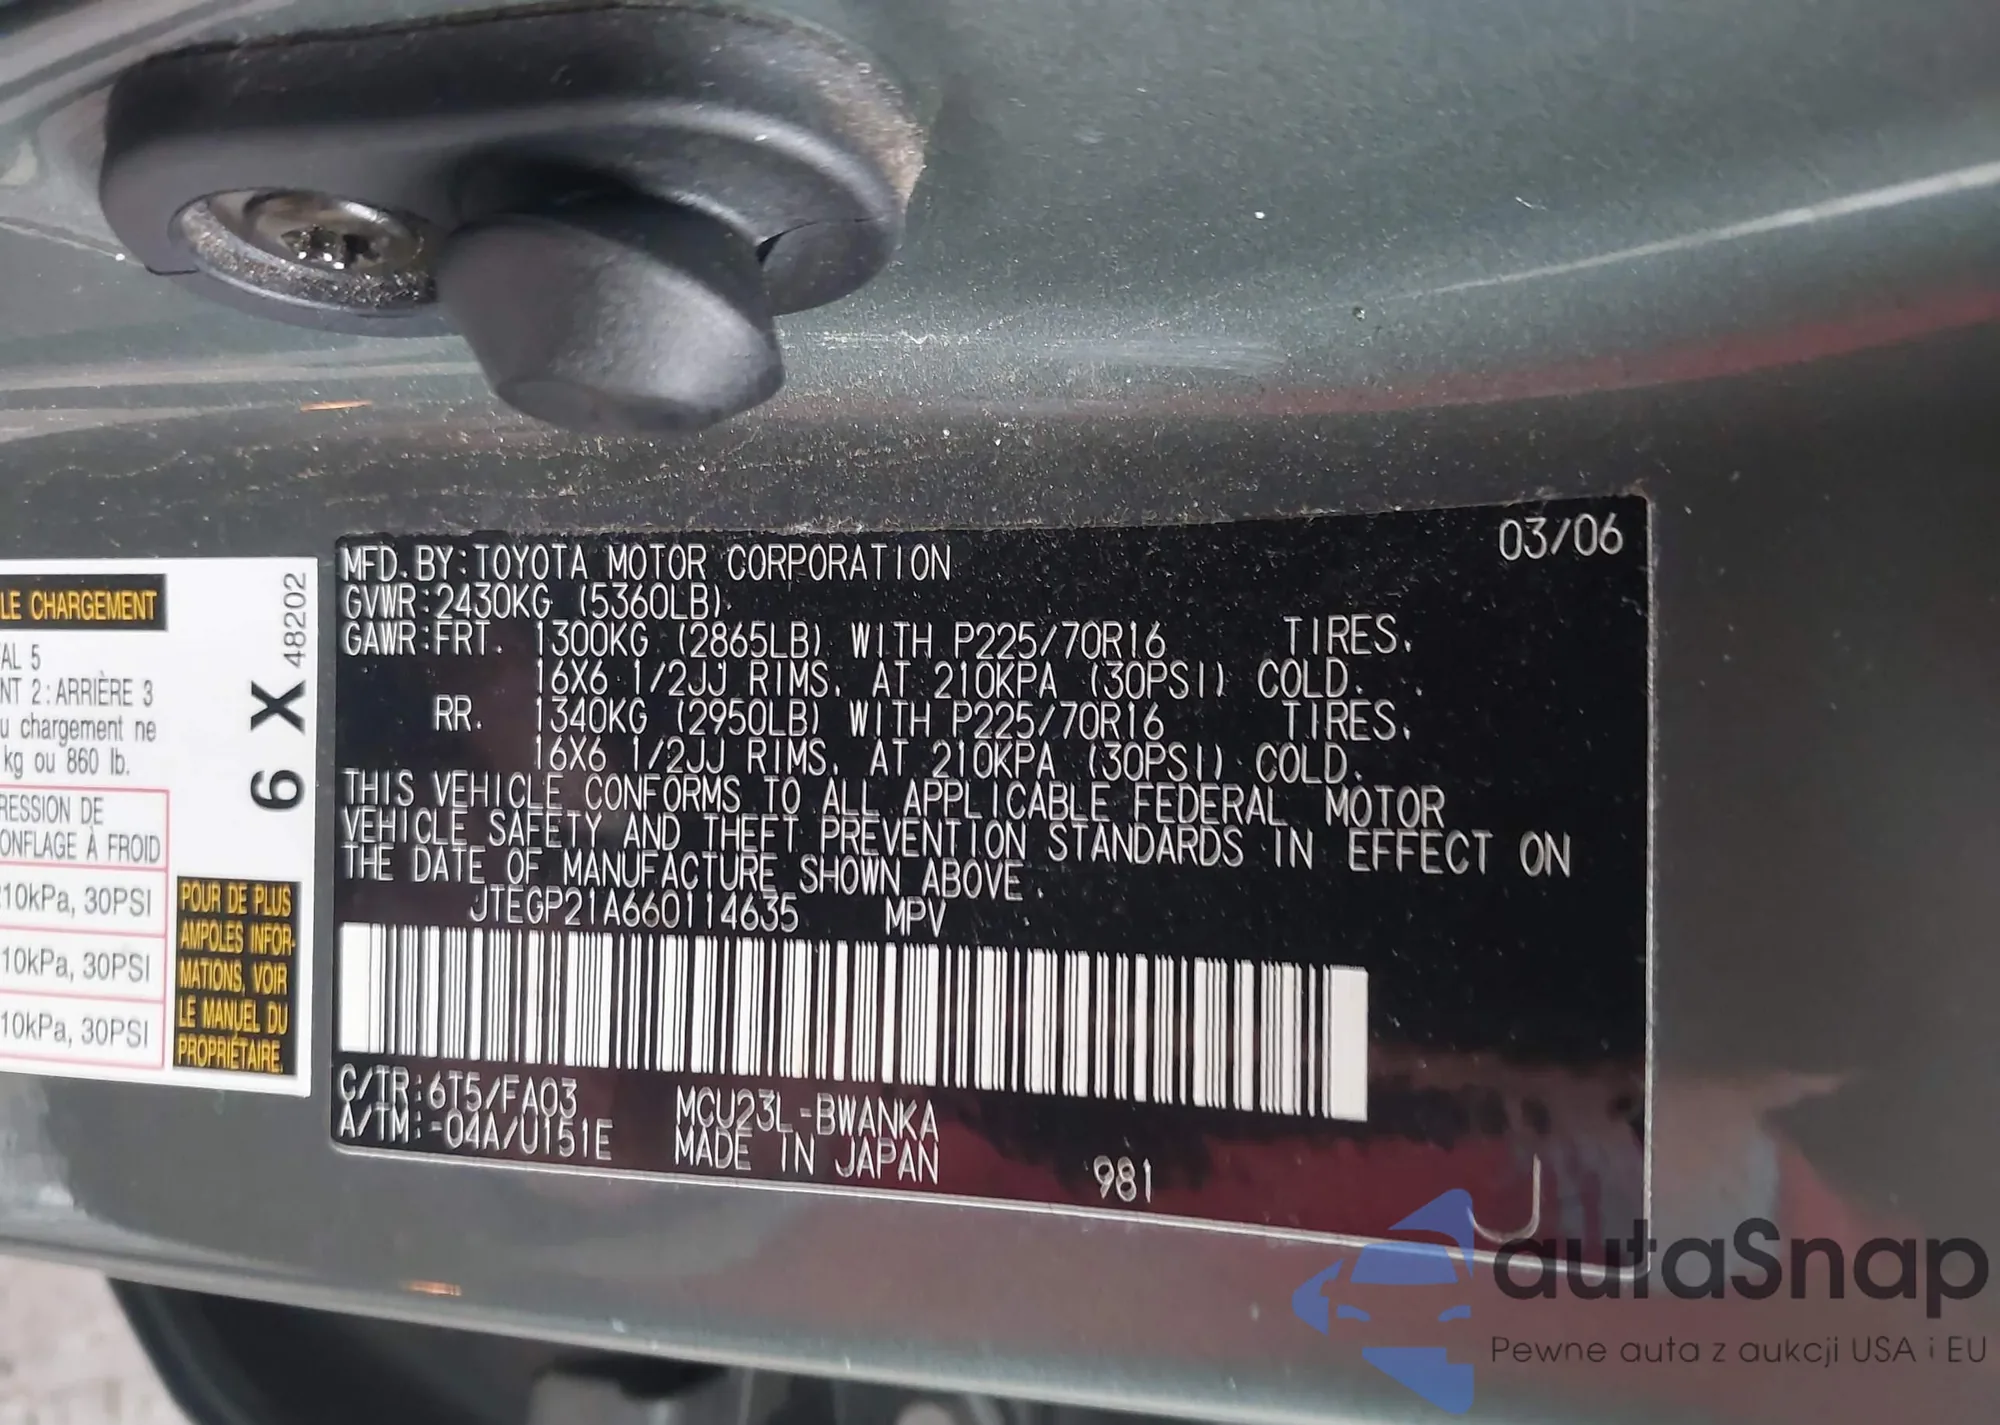 LE CHARGEMENT
AL 5
NT 2 : ARRIÈRE 3
u chargement ne
kg ou 860 lb.
RESSION DE
ONFLAGE À FROID
10kPa, 30PSI
10kPa, 30PSI
10kPa, 30PSI
6 X 48202
POUR DE PLUS
AMPLES INFOR-
MATIONS, VOIR
LE MANUEL DU
PROPRIÉTAIRE.
03/06
MFD. BY: TOYOTA MOTOR CORPORATION
GVWR: 2430KG (5360LB)
GAWR: FRT. 1300KG (2865LB) WITH P225/70R16 TIRES.
16X6 1/2JJ RIMS. AT 210KPA (30PSI) COLD.
RR. 1340KG (2950LB) WITH P225/70R16 TIRES.
16X6 1/2JJ RIMS. AT 210KPA (30PSI) COLD.
THIS VEHICLE CONFORMS TO ALL APPLICABLE FEDERAL MOTOR
VEHICLE SAFETY AND THEFT PREVENTION STANDARDS IN EFFECT ON
THE DATE OF MANUFACTURE SHOWN ABOVE.
JTEGP21A660114635 MPV
C/TR: 6T5/FA03 MCU23L-BWANKA
A/TM: -04A/U151E MADE IN JAPAN
981
J
autaSnap
Pewne auta z aukcji USA i EU